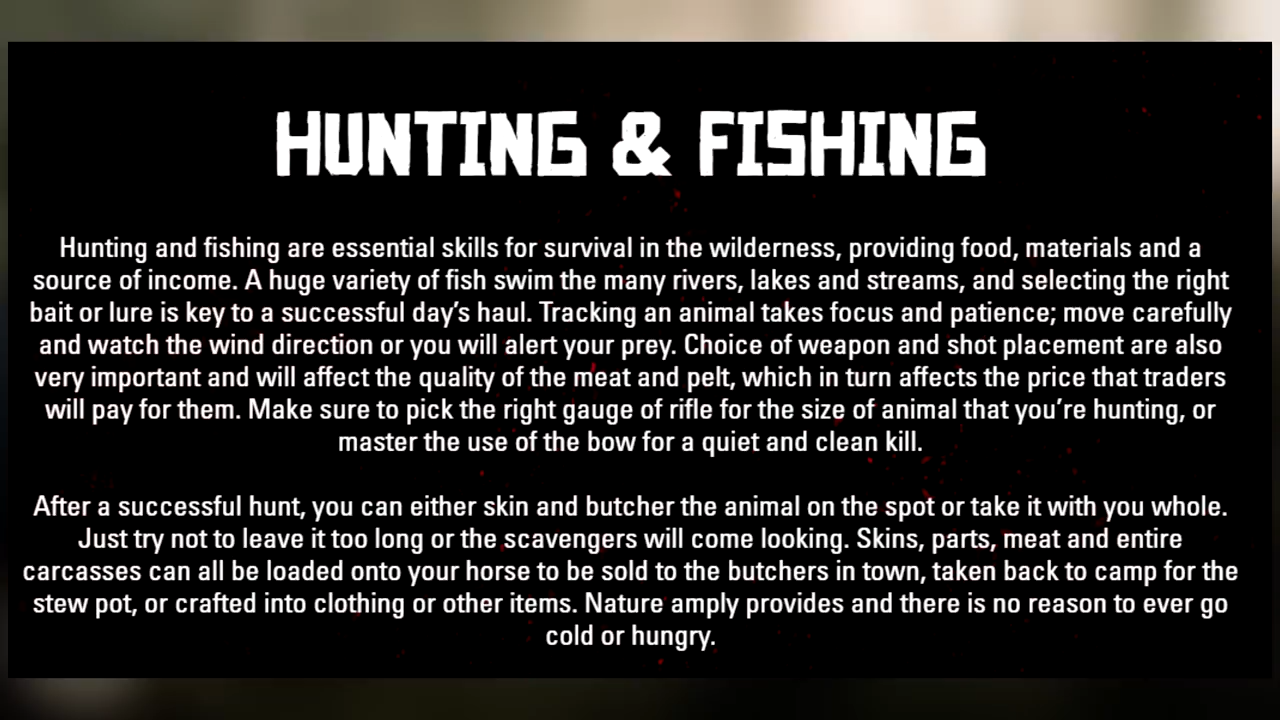 HUNTING & FISHING
Hunting and fishing are essential skills for survival in the wilderness, providing food, materials and a
source of income. A huge variety of fish swim the many rivers, lakes and streams, and selecting the right
bait or lure is key to a successful day’s haul. Tracking an animal takes focus and patience; move carefully
and watch the wind direction or you will alert your prey. Choice of weapon and shot placement are also
very important and will affect the quality of the meat and pelt, which in turn affects the price that traders
will pay for them. Make sure to pick the right gauge of rifle for the size of animal that you’re hunting, or
master the use of the bow for a quiet and clean kill.
After a successful hunt, you can either skin and butcher the animal on the spot or take it with you whole.
Just try not to leave it too long or the scavengers will come looking. Skins, parts, meat and entire
carcasses can all be loaded onto your horse to be sold to the butchers in town, taken back to camp for the
stew pot, or crafted into clothing or other items. Nature amply provides and there is no reason to ever go
cold or hungry.